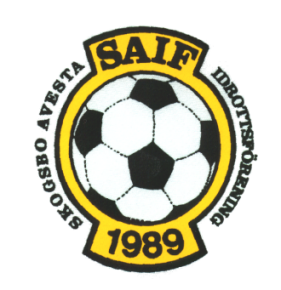 SAIF
SKOGSBO AVESTA
IDROTTSFÖRENING
1989